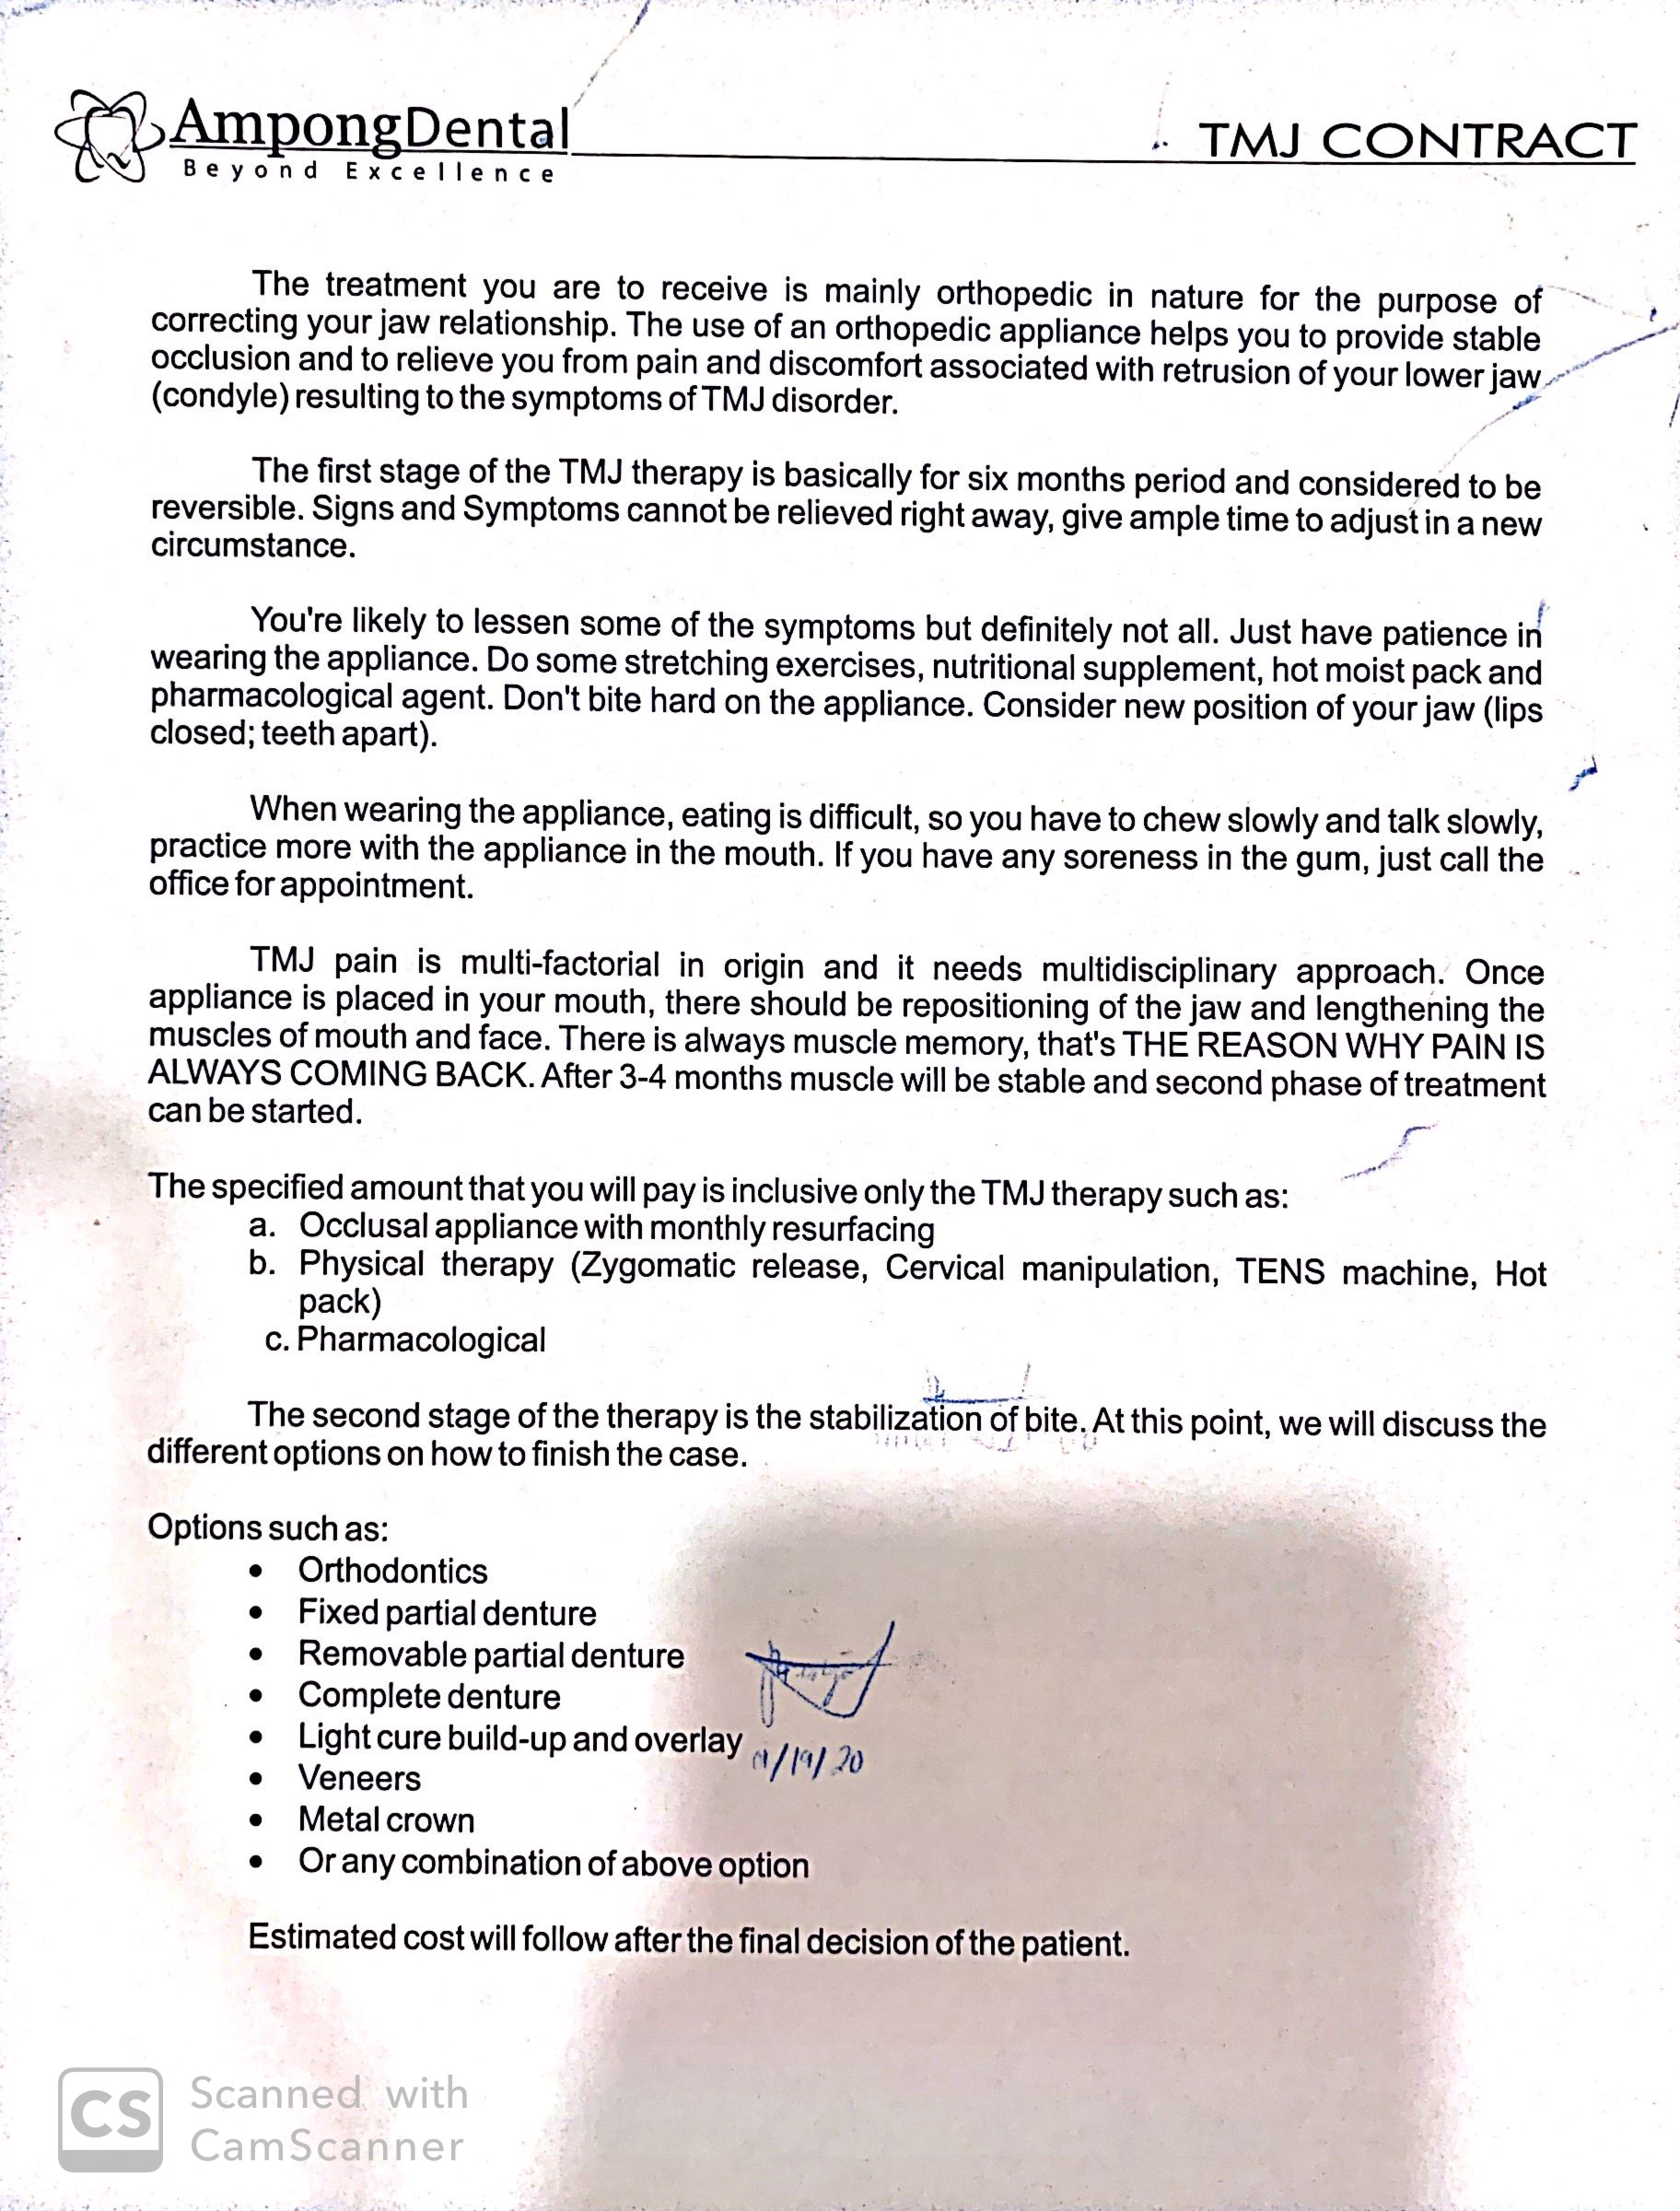 AmpongDental
Beyond Excellence
TMJ CONTRACT
The treatment you are to receive is mainly orthopedic in nature for the purpose of
correcting your jaw relationship. The use of an orthopedic appliance helps you to provide stable
occlusion and to relieve you from pain and discomfort associated with retrusion of your lower jaw
(condyle) resulting to the symptoms of TMJ disorder.
The first stage of the TMJ therapy is basically for six months period and considered to be
reversible. Signs and Symptoms cannot be relieved right away, give ample time to adjust in a new
circumstance.
You're likely to lessen some of the symptoms but definitely not all. Just have patience in
wearing the appliance. Do some stretching exercises, nutritional supplement, hot moist pack and
pharmacological agent. Don't bite hard on the appliance. Consider new position of your jaw (lips
closed; teeth apart).
When wearing the appliance, eating is difficult, so you have to chew slowly and talk slowly,
practice more with the appliance in the mouth. If you have any soreness in the gum, just call the
office for appointment.
TMJ pain is multi-factorial in origin and it needs multidisciplinary approach. Once
appliance is placed in your mouth, there should be repositioning of the jaw and lengthening the
muscles of mouth and face. There is always muscle memory, that's THE REASON WHY PAIN IS
ALWAYS COMING BACK. After 3-4 months muscle will be stable and second phase of treatment
can be started.
The specified amount that you will pay is inclusive only the TMJ therapy such as:
a. Occlusal appliance with monthly resurfacing
b. Physical therapy (Zygomatic release, Cervical manipulation, TENS machine, Hot
pack)
c. Pharmacological
The second stage of the therapy is the stabilization of bite. At this point, we will discuss the
different options on how to finish the case.
Options such as:
• Orthodontics
• Fixed partial denture
• Removable partial denture
• Complete denture
• Light cure build-up and overlay
• Veneers
• Metal crown
• Or any combination of above option
Estimated cost will follow after the final decision of the patient.
CS Scanned with
CamScanner